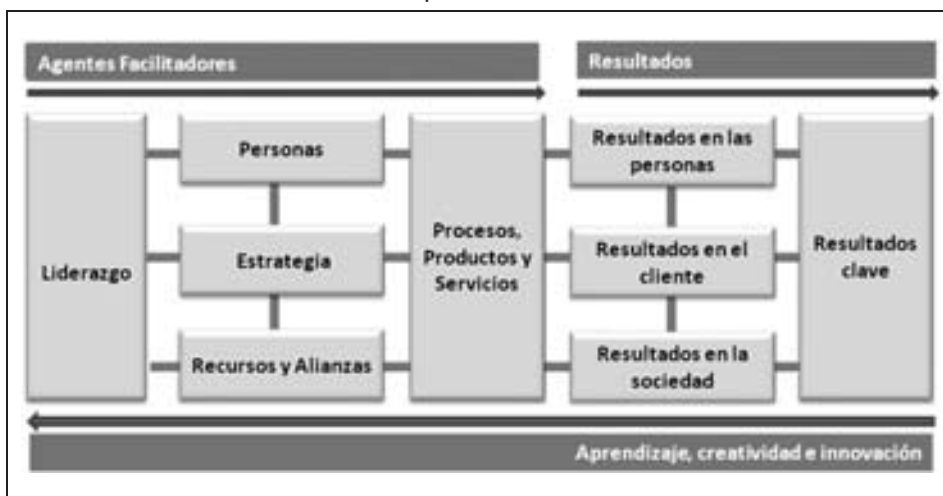 Agentes Facilitadores
Resultados
Liderazgo
Personas
Estrategia
Recursos y Alianzas
Procesos,
Productos y
Servicios
Resultados en las
personas
Resultados en el
cliente
Resultados en la
sociedad
Resultados
clave
Aprendizaje, creatividad e innovación